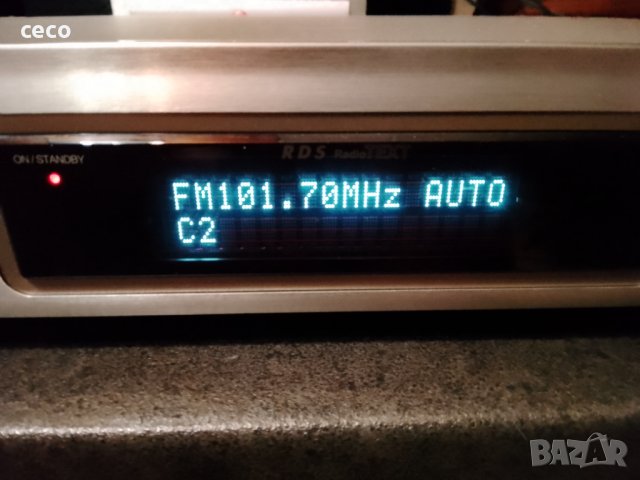 ceco
RDS RadioTEXT
ON/STANDBY
FM101.70MHz AUTO
C2
BAZAR